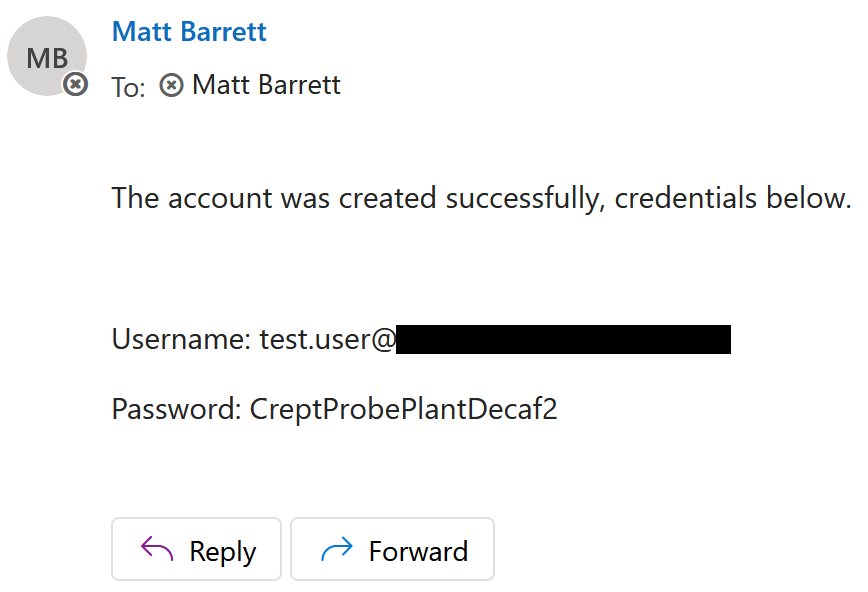 MB
Matt Barrett
To: Matt Barrett
The account was created successfully, credentials below.
Username: test.user@
Password: CreptProbePlantDecaf2
Reply
Forward